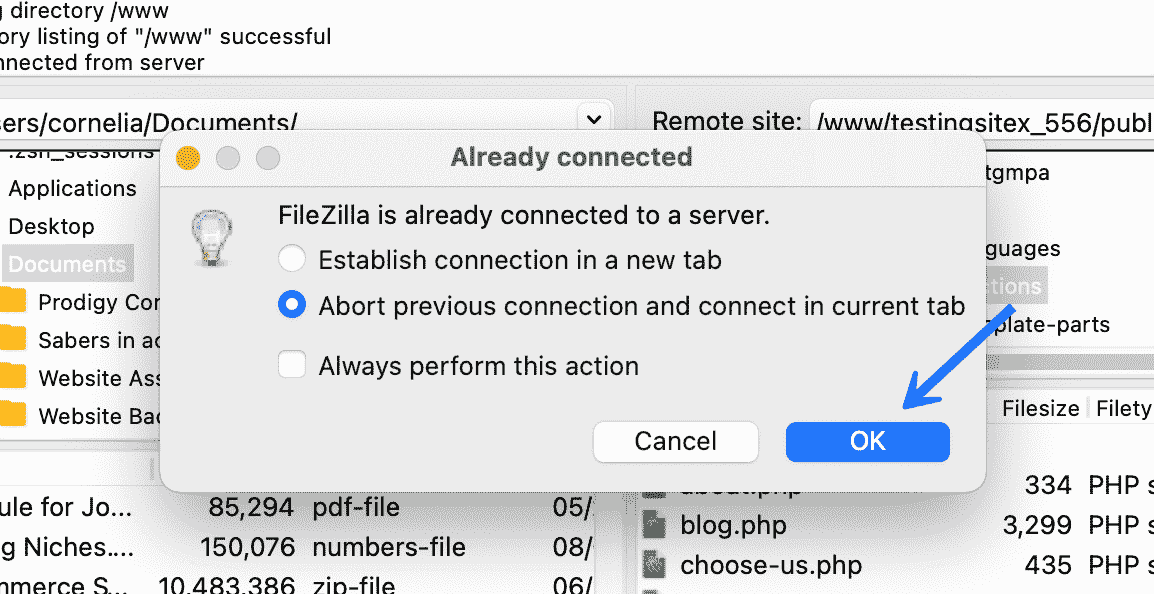 g directory /www
ory listing of "/www" successful
nnected from server
ers/cornelia/Documents/
Remote site: /www/testingsitex_556/publ
.zsh_sessions
Applications
Desktop
Documents
Prodigy Cor
Sabers in ac
Website Ass
Website Bac
Already connected
FileZilla is already connected to a server.
Establish connection in a new tab
Abort previous connection and connect in current tab
Always perform this action
Cancel
OK
tgmpa
guages
tions
plate-parts
Filesize Filety
ule for Jo... 85,294 pdf-file 05/
g Niches.... 150,076 numbers-file 08/
mmerce S... 10,483,386 zip-file 06/
about.php 334 PHP s
blog.php 3,299 PHP s
choose-us.php 435 PHP s